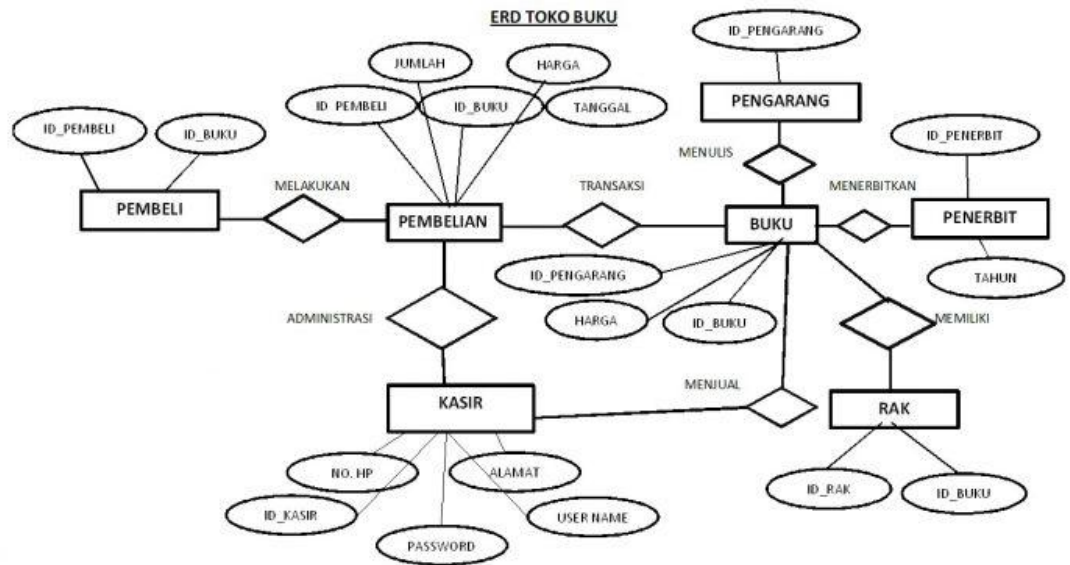 ERD TOKO BUKU
ID_PENGARANG
JUMLAH
HARGA
PENGARANG
ID PEMBELI
ID_BUKU
TANGGAL
ID_PEMBELI
ID_BUKU
ID_PENERBIT
MENULIS
MELAKUKAN
TRANSAKSI
MENERBITKAN
PEMBELI
PEMBELIAN
BUKU
PENERBIT
ID_PENGARANG
TAHUN
ADMINISTRASI
HARGA
ID_BUKU
MEMILIKI
MENJUAL
KASIR
RAK
NO. HP
ALAMAT
ID_RAK
ID_BUKU
ID_KASIR
USER NAME
PASSWORD